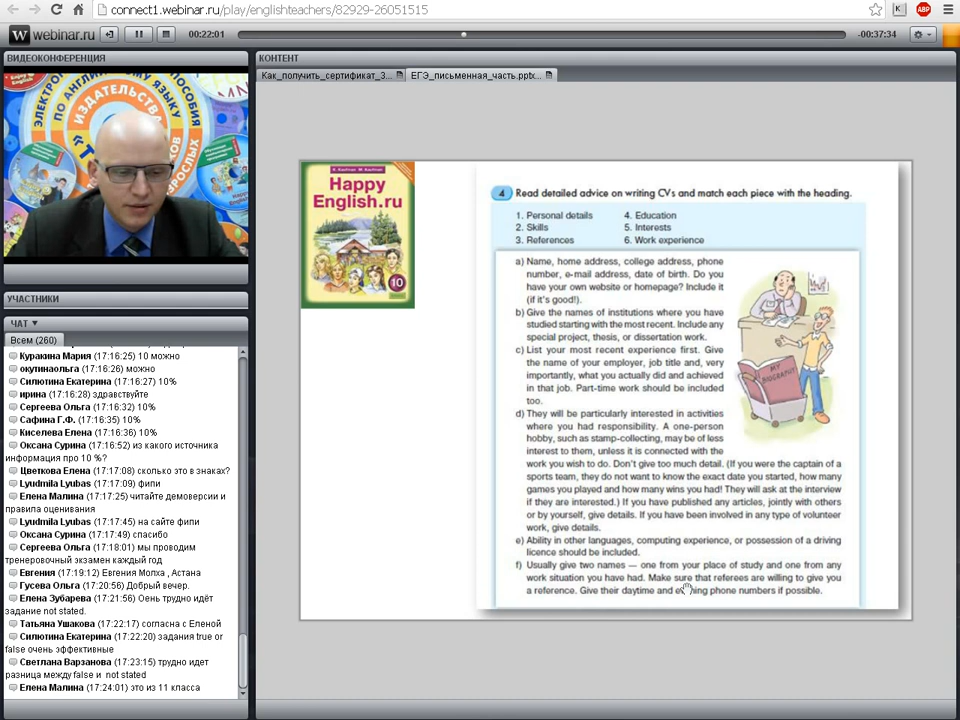 connect1.webinar.ru/play/englishteachers/82929-26051515
webinar.ru
00:22:01
-00:37:34
ВИДЕОКОНФЕРЕНЦИЯ
ЭЛЕКТРОН
ПО АНГЛИЙСКОМУ ЯЗЫКУ
ПОСОБИЯ
ИЗДАТЕЛЬСТВА
УЧАСТНИКИ
ЧАТ
Всем (260)
Куракина Мария (17:16:25) 10 можно
окулинаольга (17:16:26) можно
Силютина Екатерина (17:16:27) 10%
ирина (17:16:28) здравствуйте
Сергеева Ольга (17:16:32) 10%
Сафина Г.Ф. (17:16:35) 10%
Киселева Елена (17:16:36) 10%
Оксана Сурина (17:16:52) из какого источника
информация про 10 %?
Цветкова Елена (17:17:08) сколько это в знаках?
Lyudmila Lyubas (17:17:09) фипи
Елена Малина (17:17:25) читайте демоверсии и
правила оценивания
Lyudmila Lyubas (17:17:45) на сайте фипи
Оксана Сурина (17:17:49) спасибо
Сергеева Ольга (17:18:01) мы проводим
тренеровочный экзамен каждый год
Евгения (17:19:12) Евгения Молха , Астана
Гусева Ольга (17:20:56) Добрый вечер.
Елена Зубарева (17:21:56) Оень трудно идёт
задание not stated.
Татьяна Ушакова (17:22:17) согласна с Еленой
Силютина Екатерина (17:22:20) задания true or
false очень эффективные
Светлана Варзанова (17:23:15) трудно идет
разница между false и not stated
Елена Малина (17:24:01) это из 11 класса
КОНТЕНТ
Как_получить_сертификат_3...
ЕГЭ_письменная_часть.pptx...
Happy
English.ru
10
4 Read detailed advice on writing CVs and match each piece with the heading.
1. Personal details 4. Education
2. Skills 5. Interests
3. References 6. Work experience
a) Name, home address, college address, phone
number, e-mail address, date of birth. Do you
have your own website or homepage? Include it
(if it's good!).
b) Give the names of institutions where you have
studied starting with the most recent. Include any
special project, thesis, or dissertation work.
c) List your most recent experience first. Give
the name of your employer, job title and, very
importantly, what you actually did and achieved
in that job. Part-time work should be included
too.
d) They will be particularly interested in activities
where you had responsibility. A one-person
hobby, such as stamp-collecting, may be of less
interest to them, unless it is connected with the
work you wish to do. Don't give too much detail. (If you were the captain of a
sports team, they do not want to know the exact date you started, how many
games you played and how many wins you had! They will ask at the interview
if they are interested.) If you have published any articles, jointly with others
or by yourself, give details. If you have been involved in any type of volunteer
work, give details.
e) Ability in other languages, computing experience, or possession of a driving
licence should be included.
f) Usually give two names — one from your place of study and one from any
work situation you have had. Make sure that referees are willing to give you
a reference. Give their daytime and evening phone numbers if possible.
MY
BIOGRAPHY